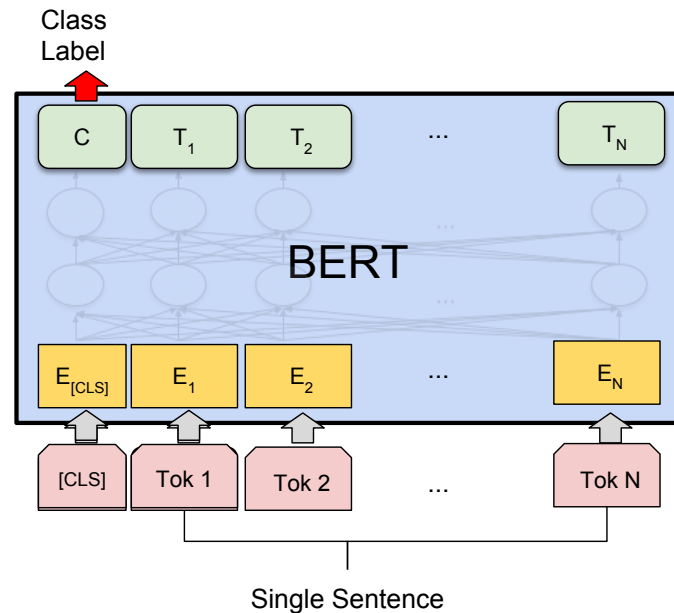 Class
Label
C T1 T2 ... TN
...
BERT
...
E[CLS] E1 E2 ... EN
[CLS] Tok 1 Tok 2 ... Tok N
Single Sentence